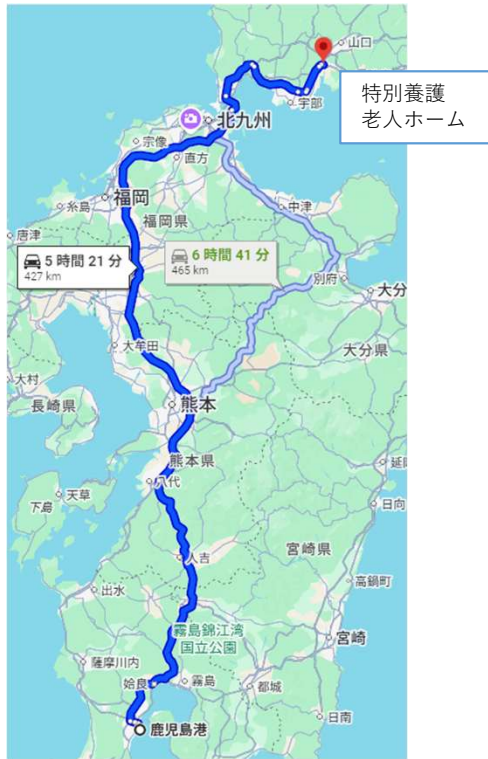 山口
特別養護
老人ホーム
宇部
北九州
宗像
直方
福岡
糸島
福岡県
中津
唐津
5 時間 21 分
427 km
6 時間 41 分
465 km
別府
大分
大牟田
大分県
大村
長崎県
熊本
熊本県
延岡
八代
天草
下島
日向
人吉
宮崎県
高鍋町
出水
霧島錦江湾
国立公園
宮崎
薩摩川内
姶良
霧島
都城
日南
鹿児島港